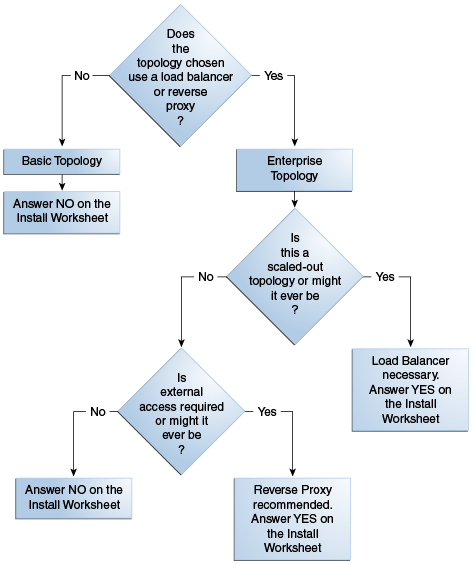 Does
the
topology chosen
use a load balancer
or reverse
proxy
?
No
Yes
Basic Topology
Enterprise
Topology
Answer NO on the
Install Worksheet
Is
this a
scaled-out
topology or might
it ever be
?
No
Yes
Load Balancer
necessary.
Answer YES on
the Install
Worksheet
Is
external
access required
or might it
ever be
?
No
Yes
Answer NO on the
Install Worksheet
Reverse Proxy
recommended.
Answer YES on
the Install
Worksheet